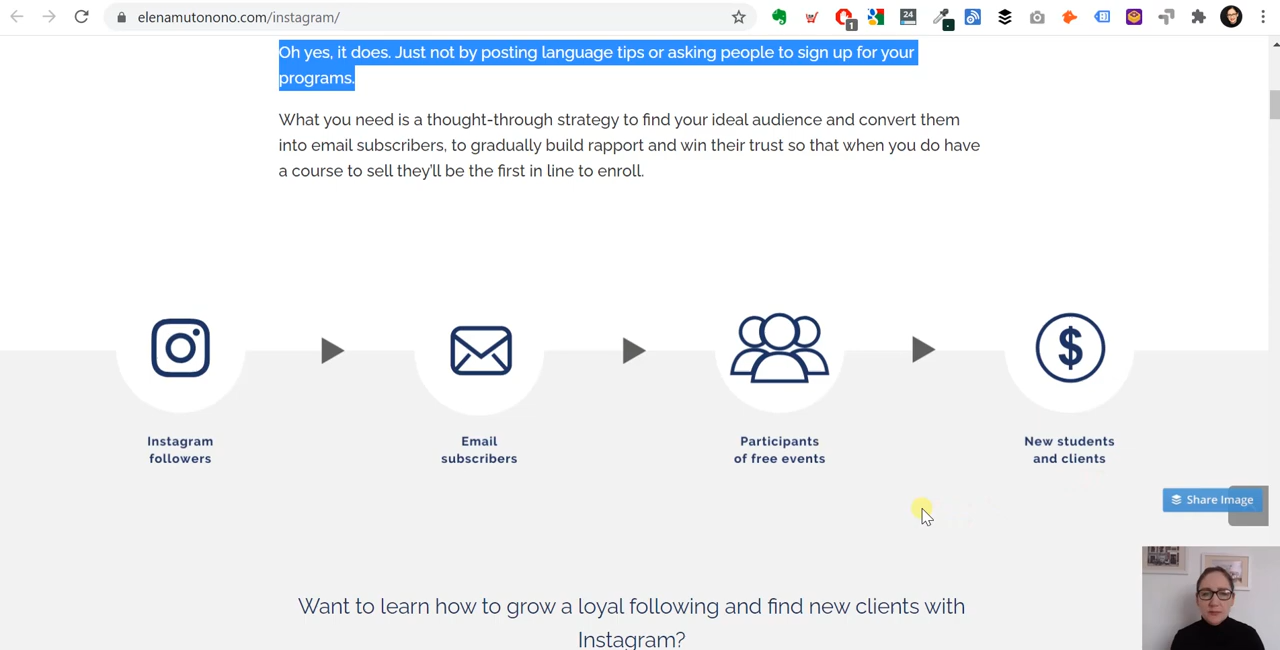 elenamutonono.com/instagram/
1
24
Oh yes, it does. Just not by posting language tips or asking people to sign up for your
programs.
What you need is a thought-through strategy to find your ideal audience and convert them
into email subscribers, to gradually build rapport and win their trust so that when you do have
a course to sell they'll be the first in line to enroll.
$
Instagram
followers
Email
subscribers
Participants
of free events
New students
and clients
Share Image
Want to learn how to grow a loyal following and find new clients with
Instagram?